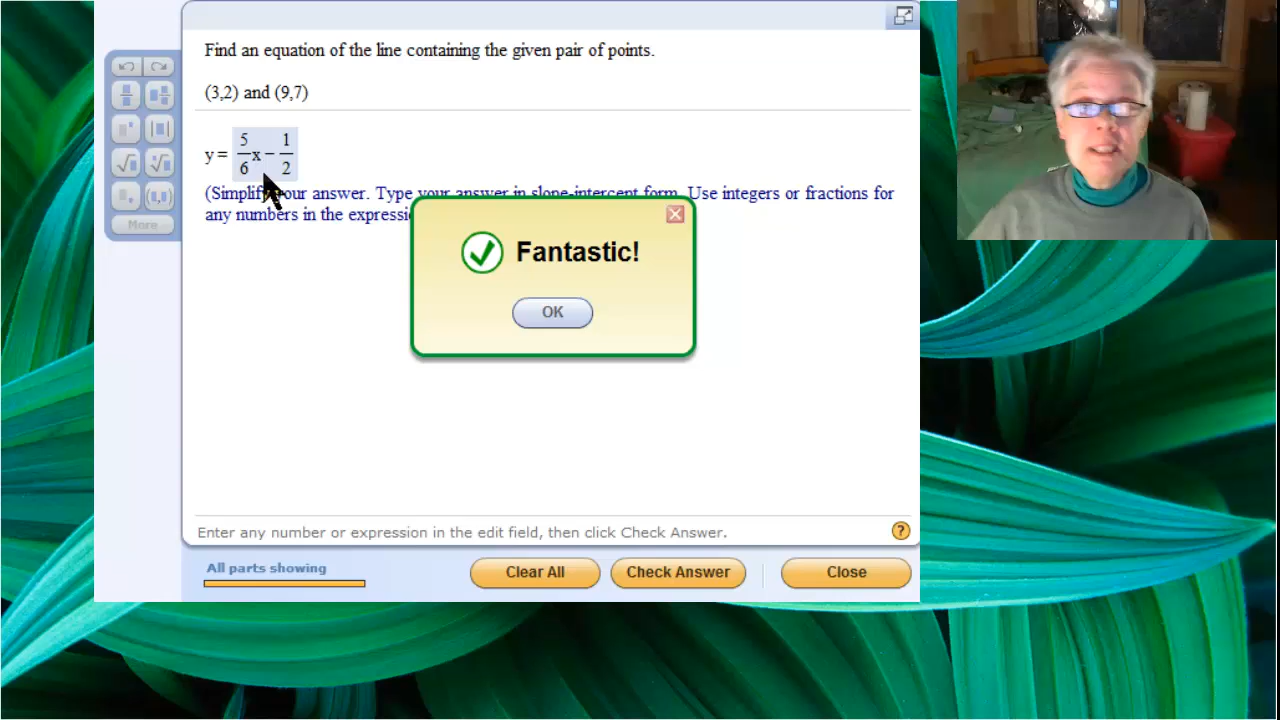 Find an equation of the line containing the given pair of points.
(3,2) and (9,7)
y = 5/6 x − 1/2
(Simplify your answer. Type your answer in slope-intercept form. Use integers or fractions for
any numbers in the expressi
Fantastic!
OK
More
Enter any number or expression in the edit field, then click Check Answer.
?
All parts showing
Clear All
Check Answer
Close